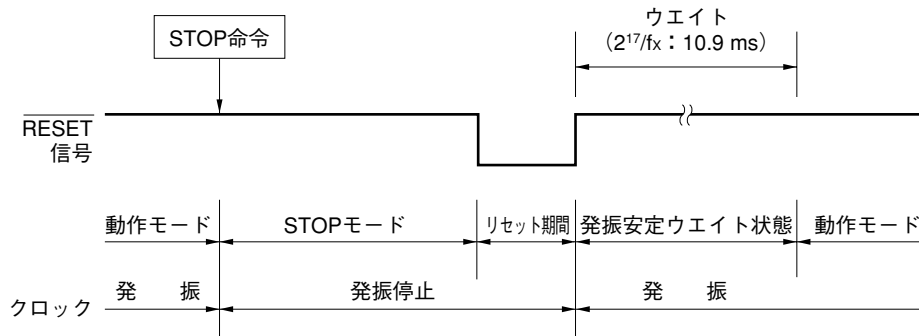 ウエイト
STOP命令
（2¹⁷/fx：10.9 ms）
RESET
信号
動作モード STOPモード リセット期間 発振安定ウエイト状態 動作モード
クロック 発 振 発振停止 発 振